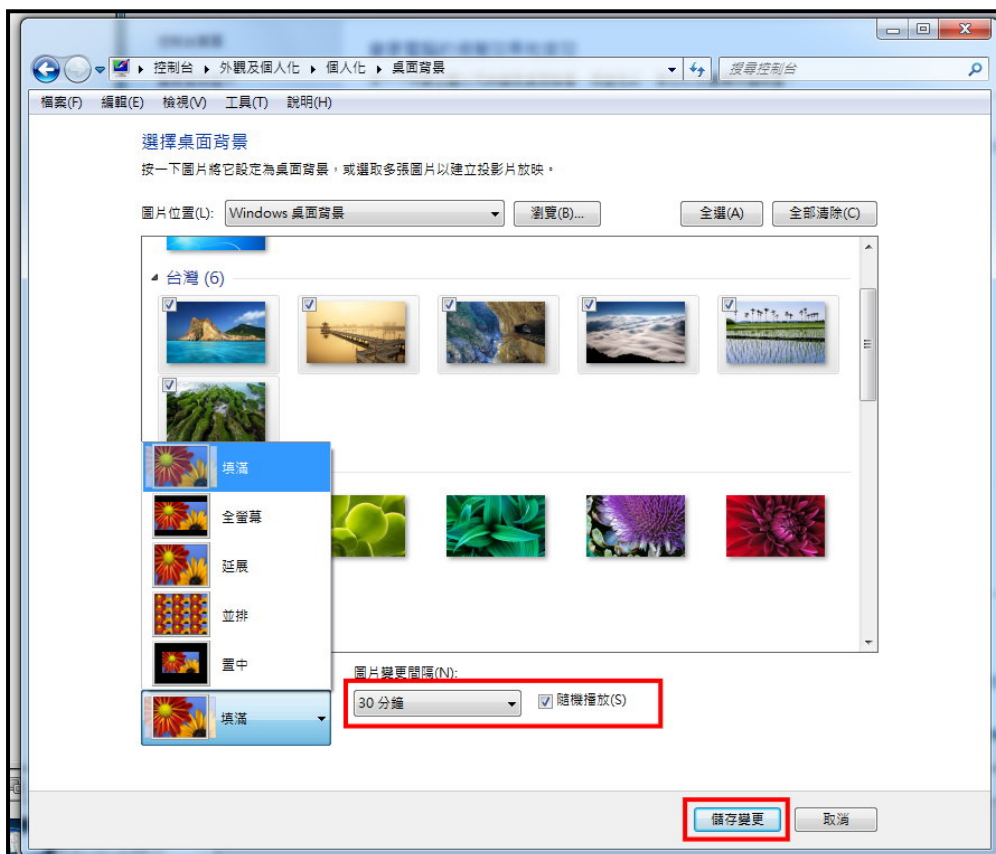 控制台 ▸ 外觀及個人化 ▸ 個人化 ▸ 桌面背景
搜尋控制台
檔案(F) 編輯(E) 檢視(V) 工具(T) 說明(H)
選擇桌面背景
按一下圖片將它設定為桌面背景，或選取多張圖片以建立投影片放映。
圖片位置(L): Windows 桌面背景 瀏覽(B)... 全選(A) 全部清除(C)
台灣 (6)
填滿
全螢幕
延展
並排
置中
圖片變更間隔(N):
填滿 30 分鐘 隨機播放(S)
儲存變更 取消